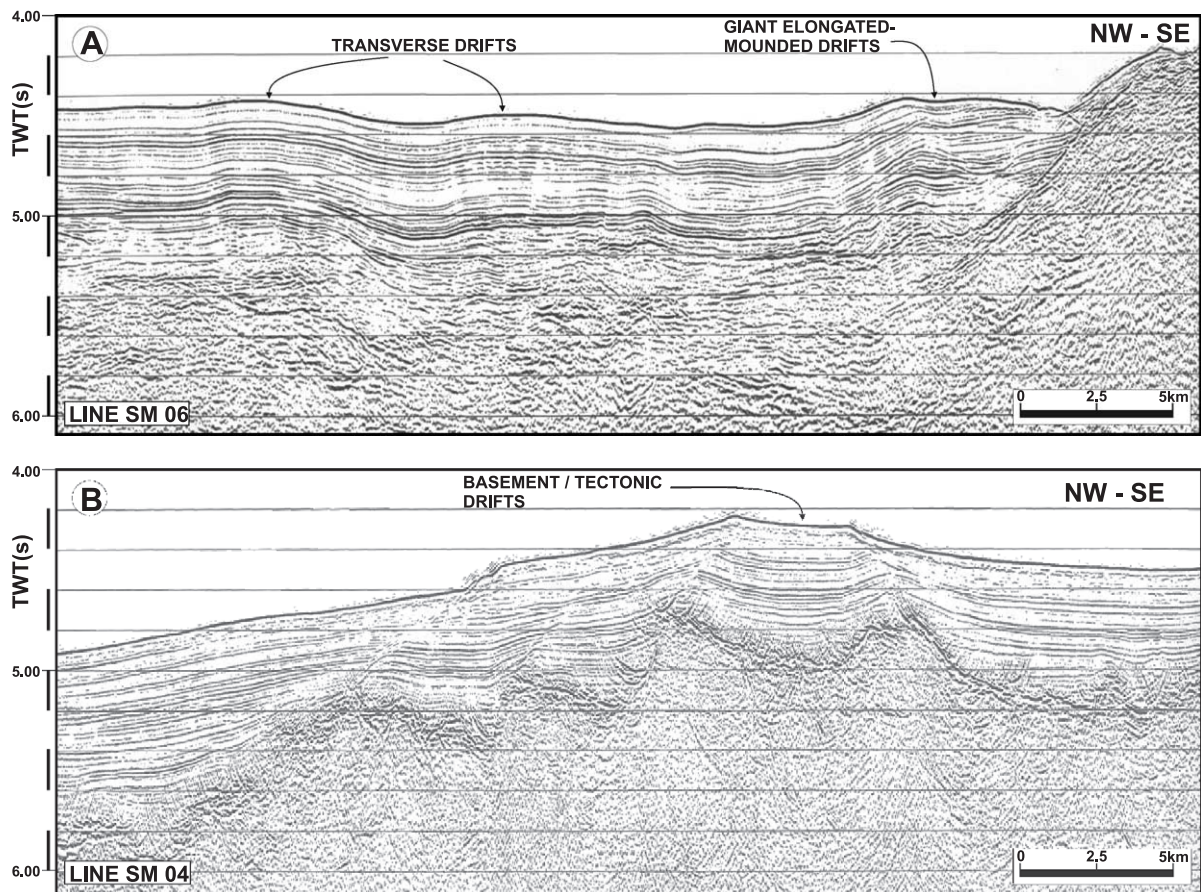 4.00
A
TRANSVERSE DRIFTS
GIANT ELONGATED-
MOUNDED DRIFTS
NW - SE
TWT(s)
5.00
6.00
LINE SM 06
0 2.5 5km
4.00
B
BASEMENT / TECTONIC
DRIFTS
NW - SE
TWT(s)
5.00
6.00
LINE SM 04
0 2.5 5km